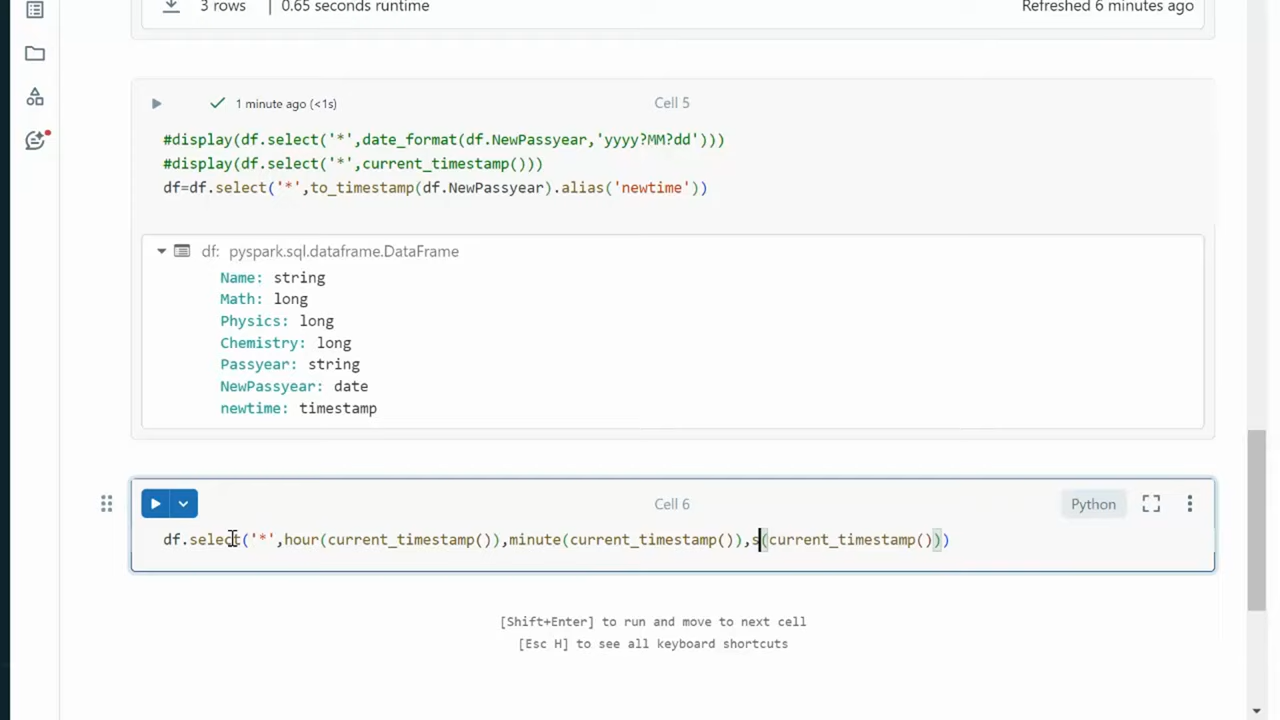 3 rows | 0.65 seconds runtime
Refreshed 6 minutes ago
1 minute ago (<1s)
Cell 5
#display(df.select('*',date_format(df.NewPassyear,'yyyy?MM?dd')))
#display(df.select('*',current_timestamp()))
df=df.select('*',to_timestamp(df.NewPassyear).alias('newtime'))
df: pyspark.sql.dataframe.DataFrame
Name: string
Math: long
Physics: long
Chemistry: long
Passyear: string
NewPassyear: date
newtime: timestamp
Cell 6
Python
df.select('*',hour(current_timestamp()),minute(current_timestamp()),s(current_timestamp()))
[Shift+Enter] to run and move to next cell
[Esc H] to see all keyboard shortcuts